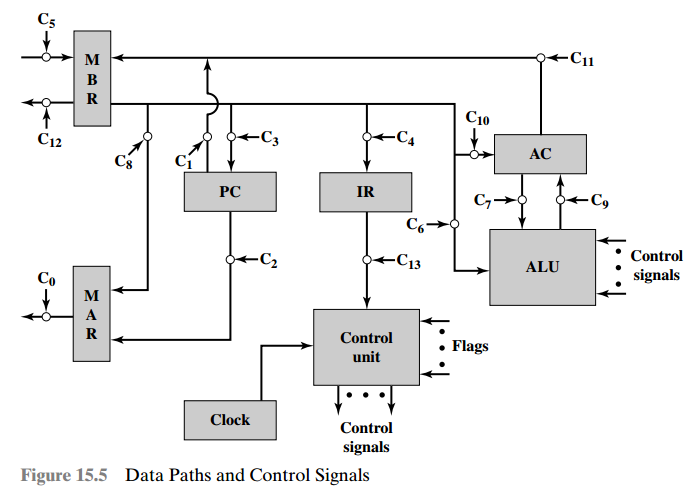 C5
M
B
R
C11
C12
C8
C1
C3
C4
C10
AC
PC
IR
C7
C9
C6
C2
C13
ALU
Control
signals
C0
M
A
R
Control
unit
Flags
Clock
Control
signals
Figure 15.5 Data Paths and Control Signals